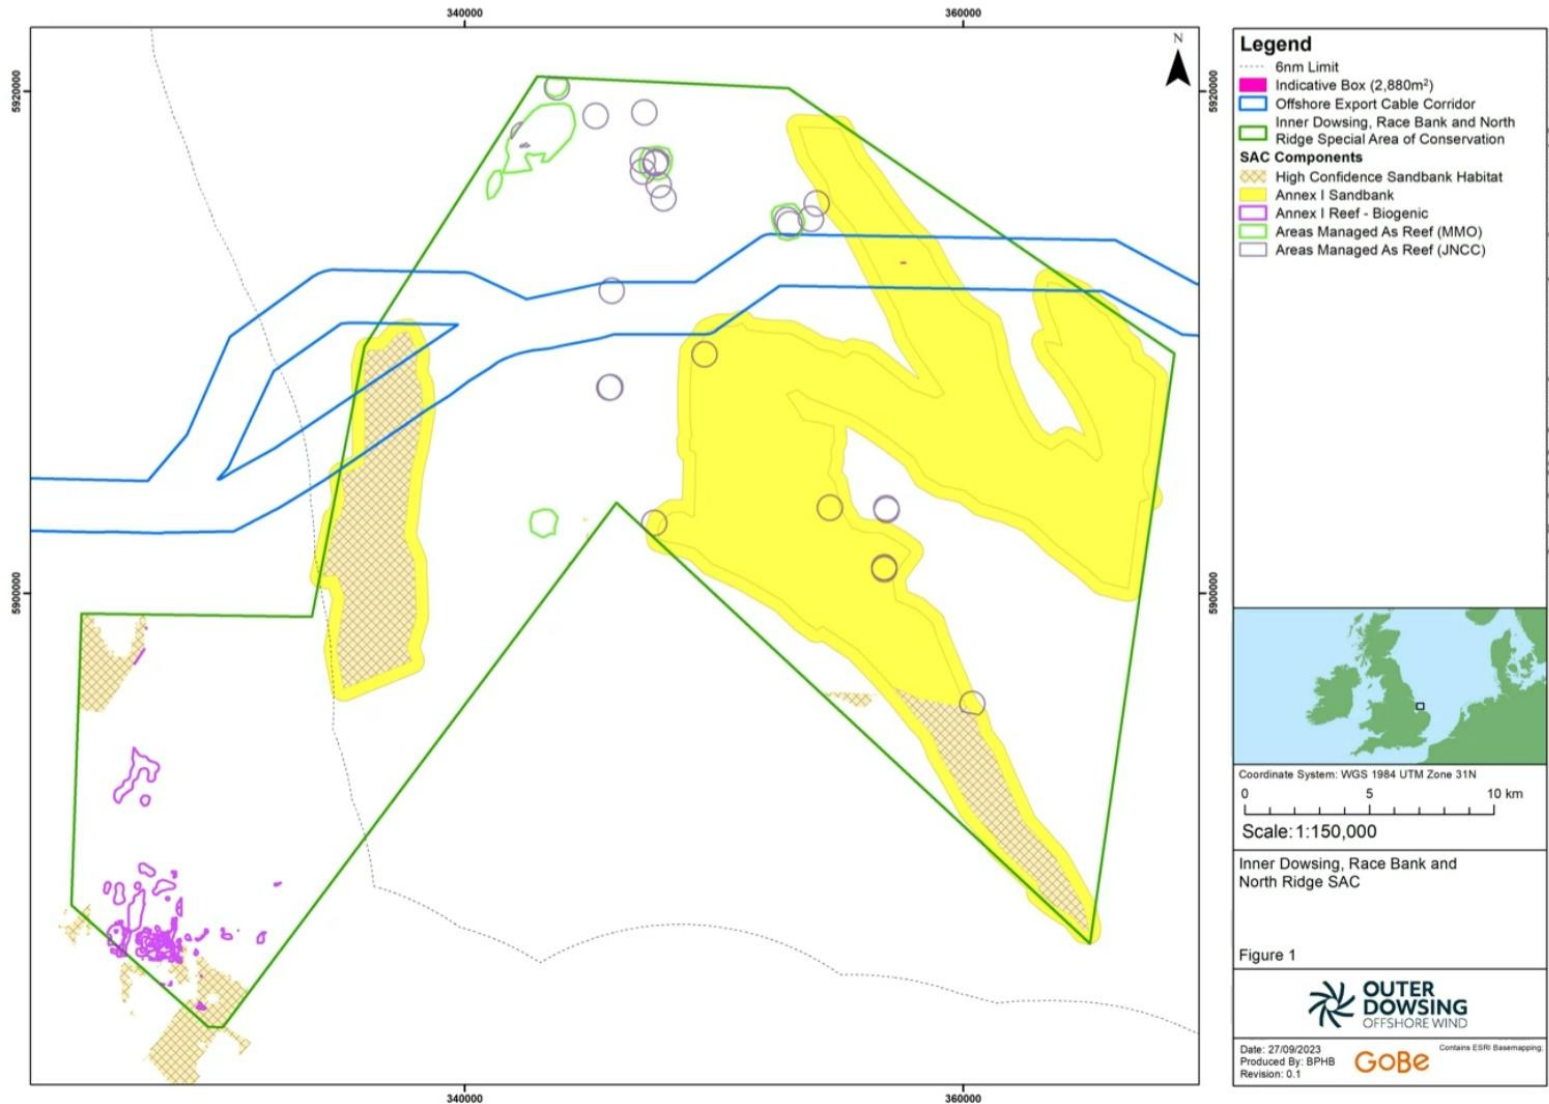 340000
360000
5920000
5920000
N
5900000
5900000
340000
360000
Legend
6nm Limit
Indicative Box (2,880m²)
Offshore Export Cable Corridor
Inner Dowsing, Race Bank and North
Ridge Special Area of Conservation
SAC Components
High Confidence Sandbank Habitat
Annex I Sandbank
Annex I Reef - Biogenic
Areas Managed As Reef (MMO)
Areas Managed As Reef (JNCC)
Coordinate System: WGS 1984 UTM Zone 31N
0 5 10 km
Scale: 1:150,000
Inner Dowsing, Race Bank and
North Ridge SAC
Figure 1
OUTER
DOWSING
OFFSHORE WIND
Date: 27/09/2023
Produced By: BPHB
Revision: 0.1
GoBe
Contains ESRI Basemapping;